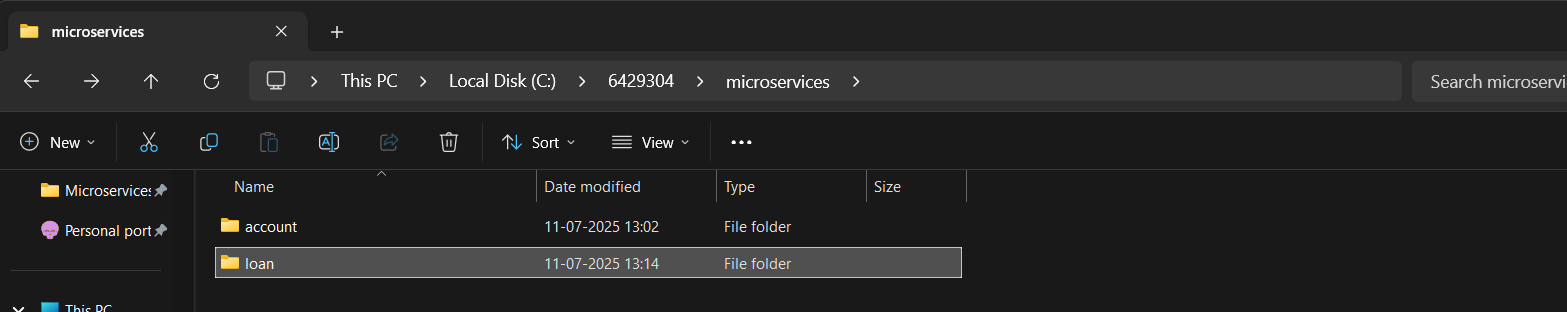 microservices
This PC > Local Disk (C:) > 6429304 > microservices >
Search microservi
New
Sort
View
Name Date modified Type Size
Microservices
Personal port
account 11-07-2025 13:02 File folder
loan 11-07-2025 13:14 File folder
This PC